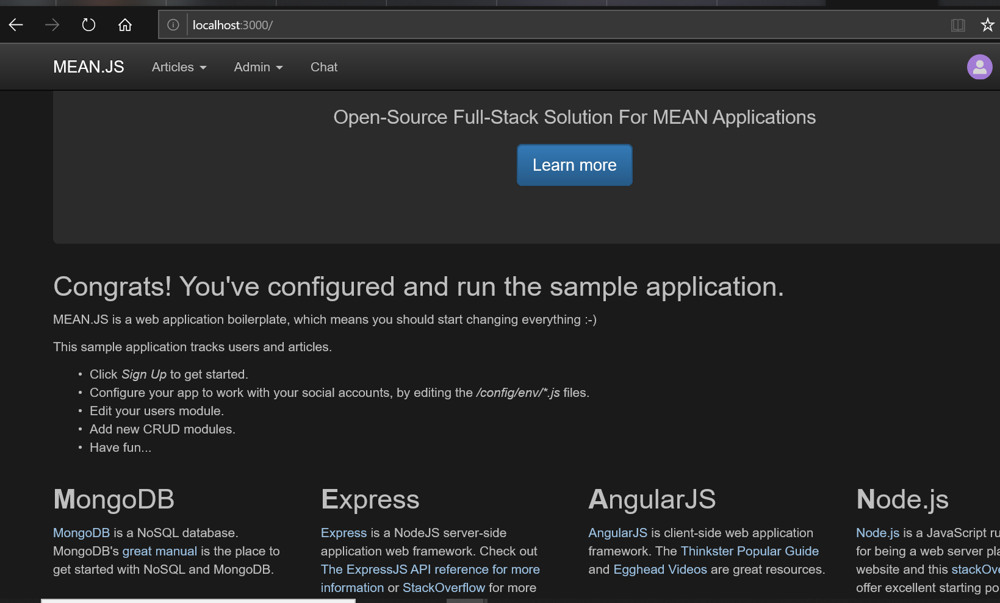 localhost:3000/
MEAN.JS Articles Admin Chat
Open-Source Full-Stack Solution For MEAN Applications
Learn more
Congrats! You've configured and run the sample application.
MEAN.JS is a web application boilerplate, which means you should start changing everything :-)
This sample application tracks users and articles.
• Click Sign Up to get started.
• Configure your app to work with your social accounts, by editing the /config/env/*.js files.
• Edit your users module.
• Add new CRUD modules.
• Have fun...
MongoDB
MongoDB is a NoSQL database.
MongoDB's great manual is the place to
get started with NoSQL and MongoDB.
Express
Express is a NodeJS server-side
application web framework. Check out
The ExpressJS API reference for more
information or StackOverflow for more
AngularJS
AngularJS is client-side web application
framework. The Thinkster Popular Guide
and Egghead Videos are great resources.
Node.js
Node.js is a JavaScript
for being a web server
website and this
offer excellent starting